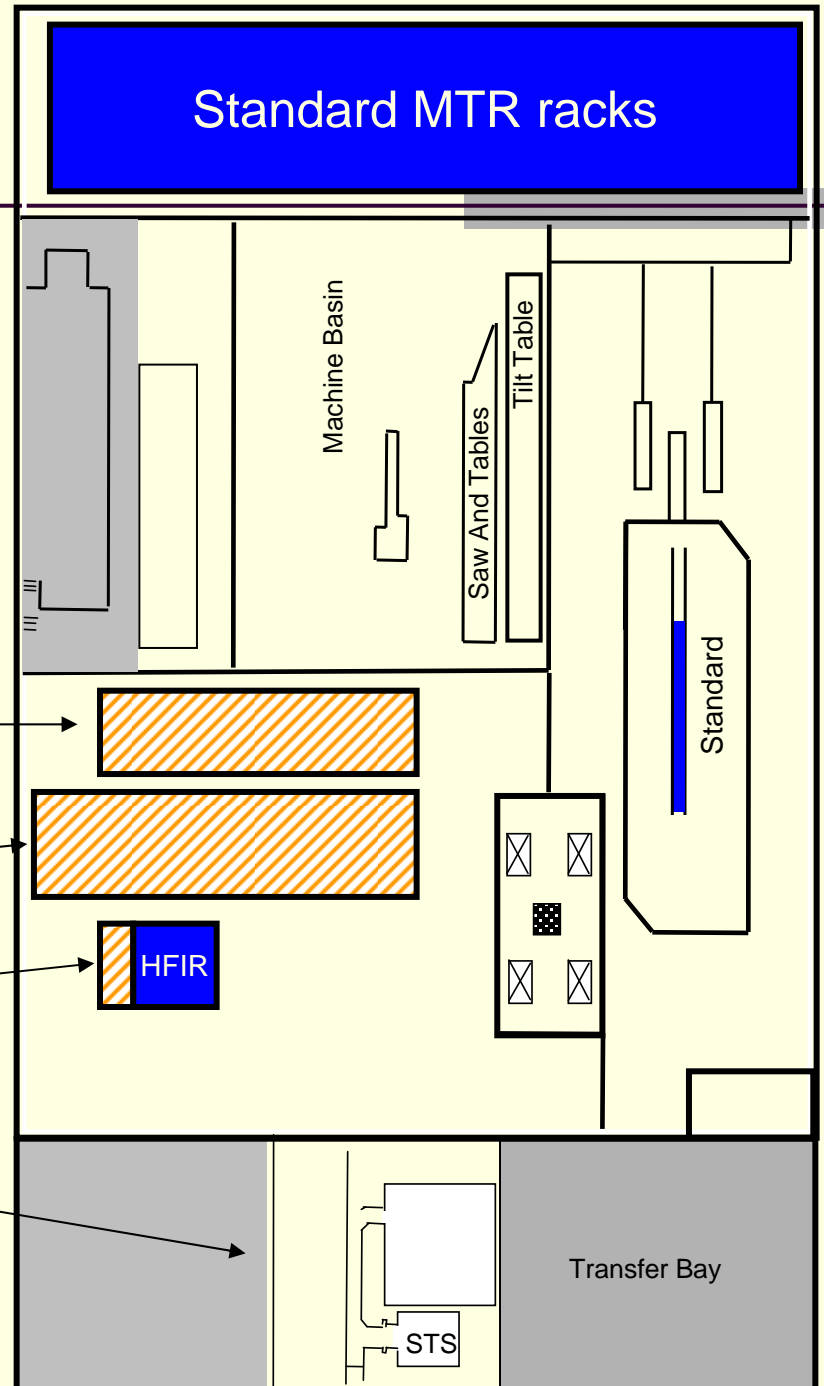 Standard MTR racks
Machine Basin
Saw And Tables
Tilt Table
Standard
HFIR
Transfer Bay
STS